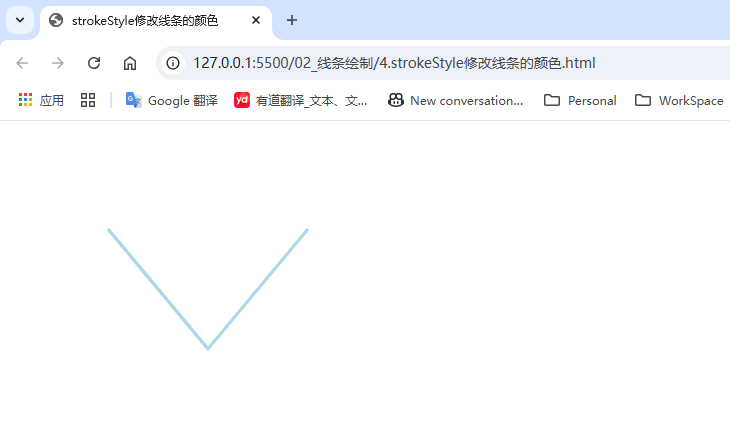 strokeStyle修改线条的颜色
127.0.0.1:5500/02_线条绘制/4.strokeStyle修改线条的颜色.html
应用 Google 翻译 yd 有道翻译_文本、文... New conversation... Personal WorkSpace